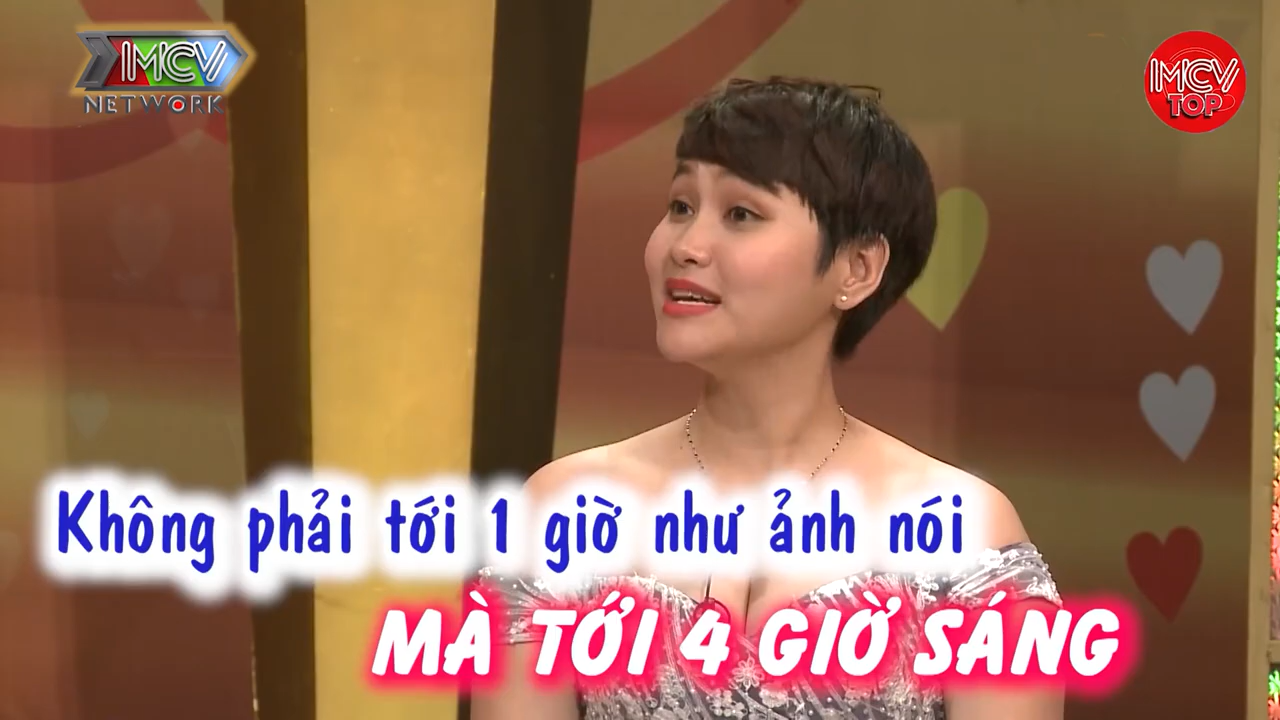 MCV
NETWORK
MCV
TOP
Không phải tới 1 giờ như ảnh nói
MÀ TỚI 4 GIỜ SÁNG